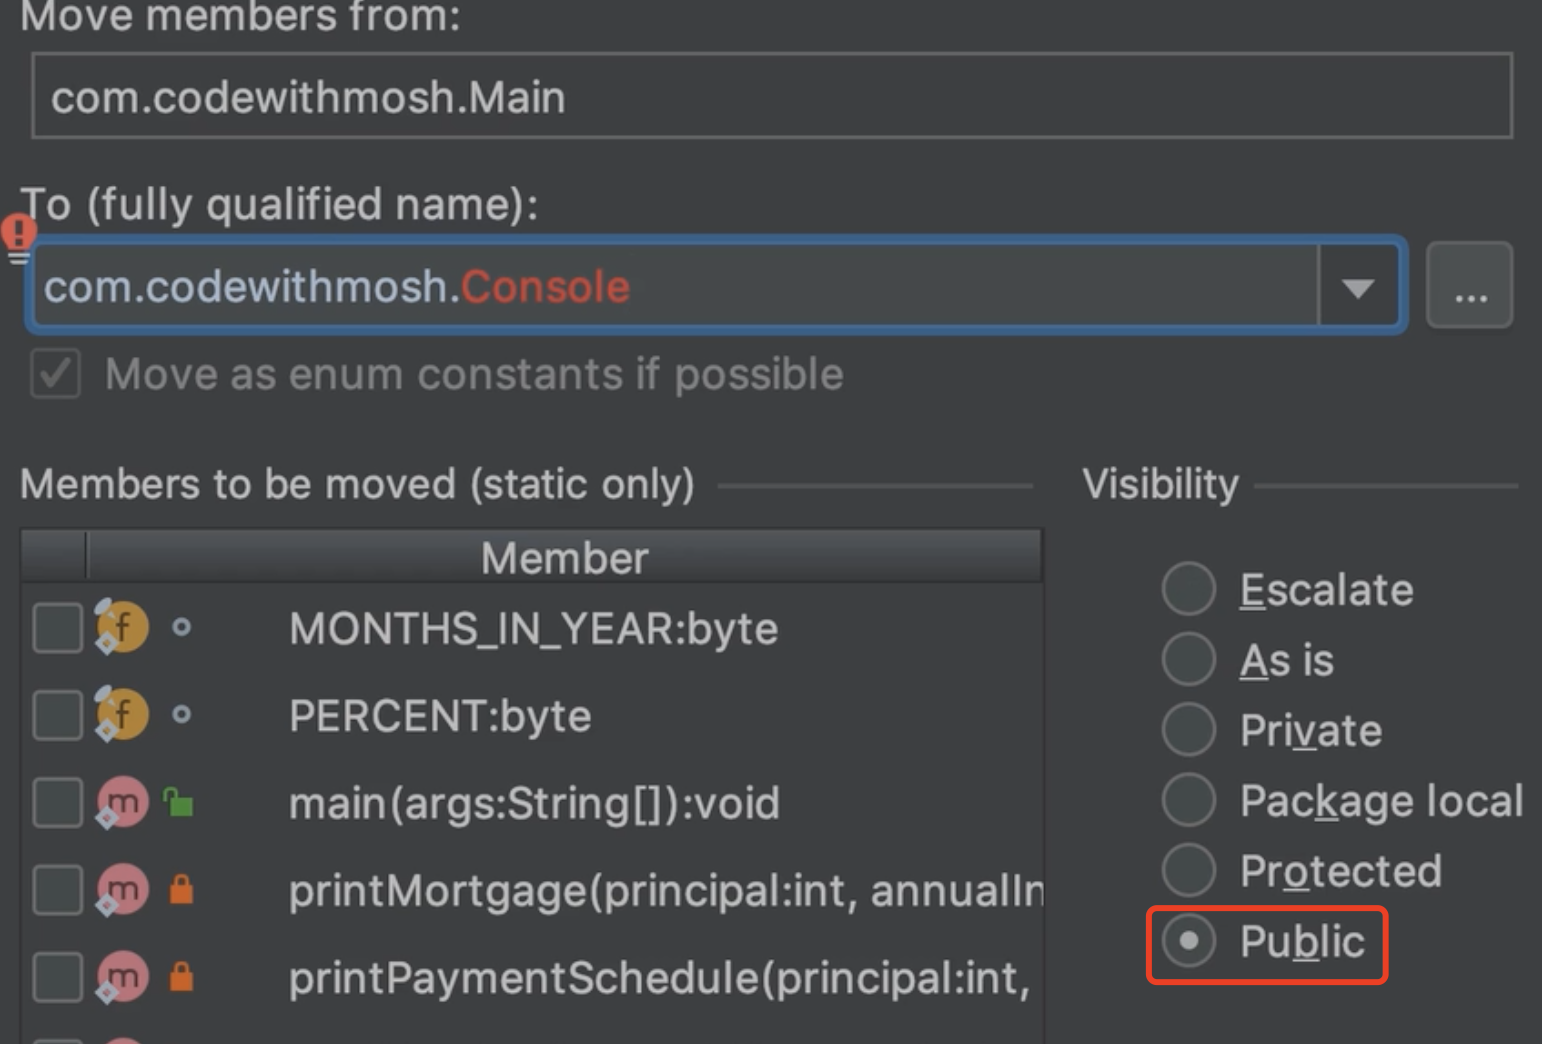 Move members from:
com.codewithmosh.Main
To (fully qualified name):
com.codewithmosh.Console
...
Move as enum constants if possible
Members to be moved (static only)
Visibility
Member
MONTHS_IN_YEAR:byte
PERCENT:byte
main(args:String[]):void
printMortgage(principal:int, annualIn
printPaymentSchedule(principal:int,
Escalate
As is
Private
Package local
Protected
Public